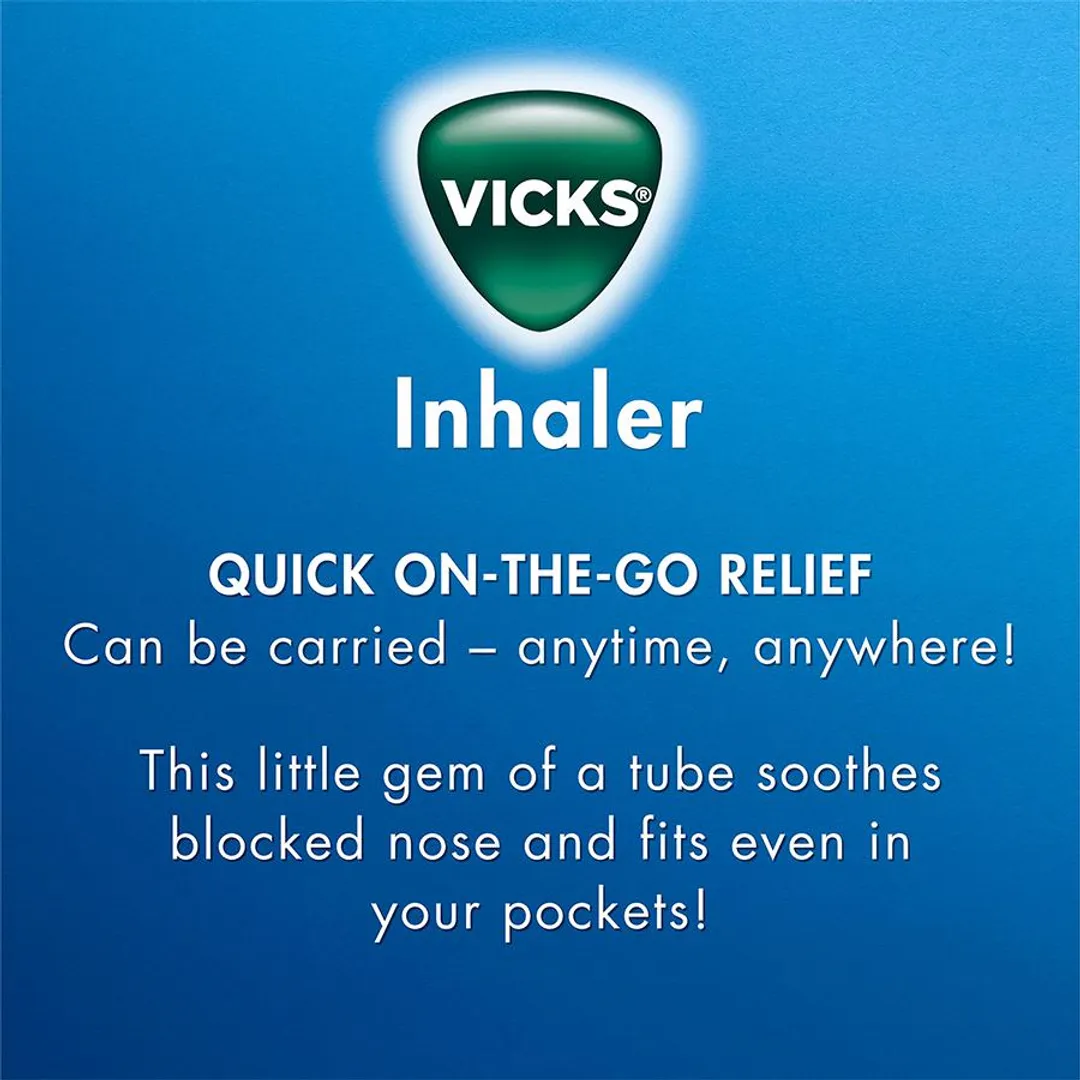 VICKS®
Inhaler
QUICK ON-THE-GO RELIEF
Can be carried – anytime, anywhere!
This little gem of a tube soothes
blocked nose and fits even in
your pockets!